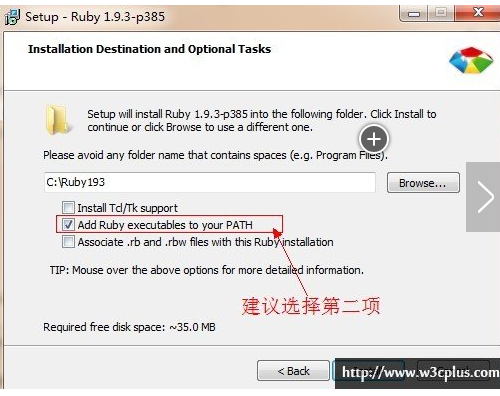 Setup - Ruby 1.9.3-p385
Installation Destination and Optional Tasks
Setup will install Ruby 1.9.3-p385 into the following folder. Click Install to
continue or click Browse to use a different one.
Please avoid any folder name that contains spaces (e.g. Program Files).
C:\Ruby193
Browse...
Install Tcl/Tk support
Add Ruby executables to your PATH
Associate .rb and .rbw files with this Ruby installation
TIP: Mouse over the above options for more detailed information.
建议选择第二项
Required free disk space: ~35.0 MB
< Back
http://www.w3cplus.com